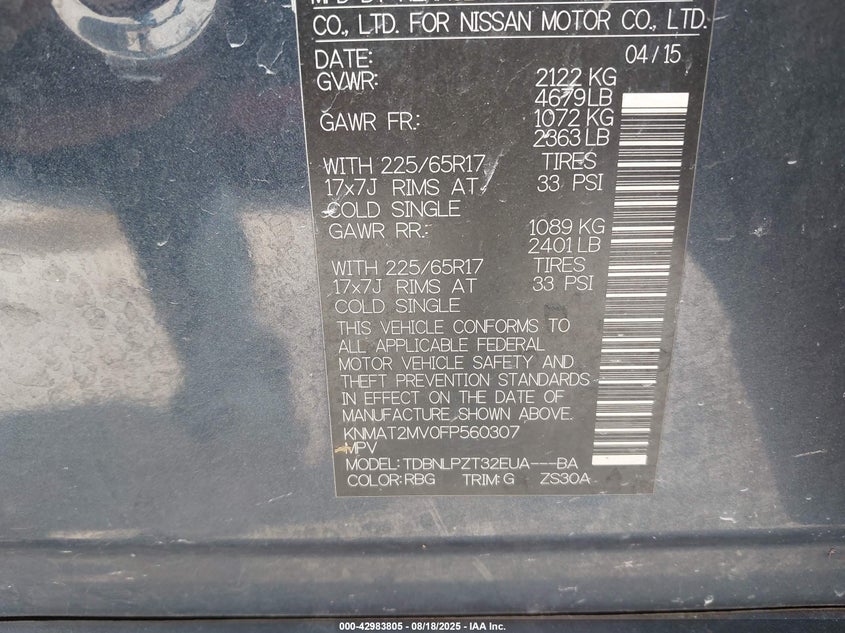 CO., LTD. FOR NISSAN MOTOR CO., LTD.
DATE: 04/15
GVWR: 2122 KG
4679 LB
GAWR FR.: 1072 KG
2363 LB
WITH 225/65R17 TIRES
17x7J RIMS AT 33 PSI
COLD SINGLE
GAWR RR.: 1089 KG
2401 LB
WITH 225/65R17 TIRES
17x7J RIMS AT 33 PSI
COLD SINGLE
THIS VEHICLE CONFORMS TO
ALL APPLICABLE FEDERAL
MOTOR VEHICLE SAFETY AND
THEFT PREVENTION STANDARDS
IN EFFECT ON THE DATE OF
MANUFACTURE SHOWN ABOVE.
KNMAT2MV0FP560307
MPV
MODEL: TDBNLPZT32EUA---BA
COLOR: RBG TRIM: G ZS30A
000-42983805 - 08/18/2025 - IAA Inc.